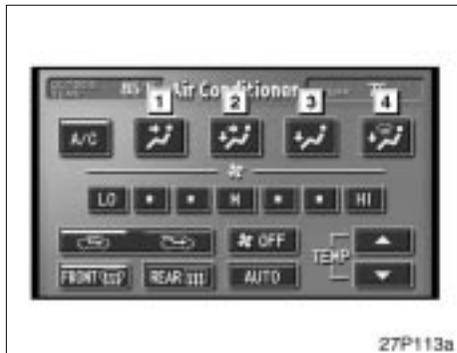 Air Conditioner
1 2 3 4
A/C
LO M HI
OFF
TEMP
FRONT REAR AUTO
27P113a